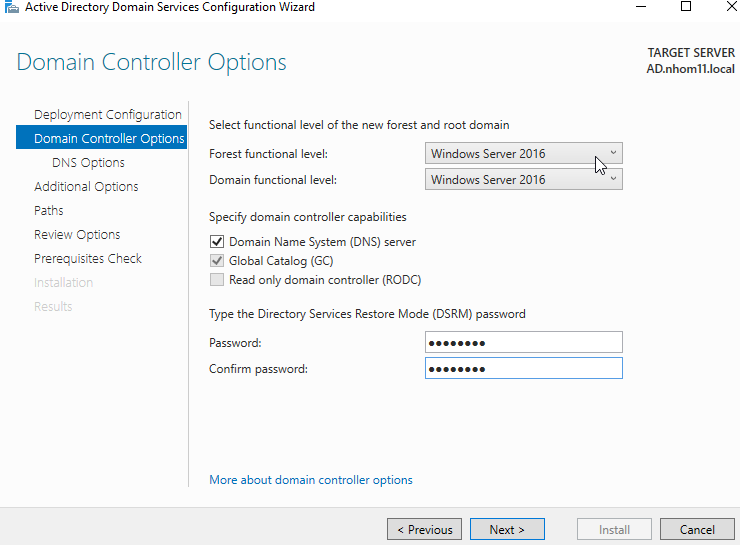 Active Directory Domain Services Configuration Wizard
Domain Controller Options
TARGET SERVER
AD.nhom11.local
Deployment Configuration
Domain Controller Options
DNS Options
Additional Options
Paths
Review Options
Prerequisites Check
Installation
Results
Select functional level of the new forest and root domain
Forest functional level:
Windows Server 2016
Domain functional level:
Windows Server 2016
Specify domain controller capabilities
Domain Name System (DNS) server
Global Catalog (GC)
Read only domain controller (RODC)
Type the Directory Services Restore Mode (DSRM) password
Password:
●●●●●●●●
Confirm password:
●●●●●●●●
More about domain controller options
< Previous
Next >
Install
Cancel